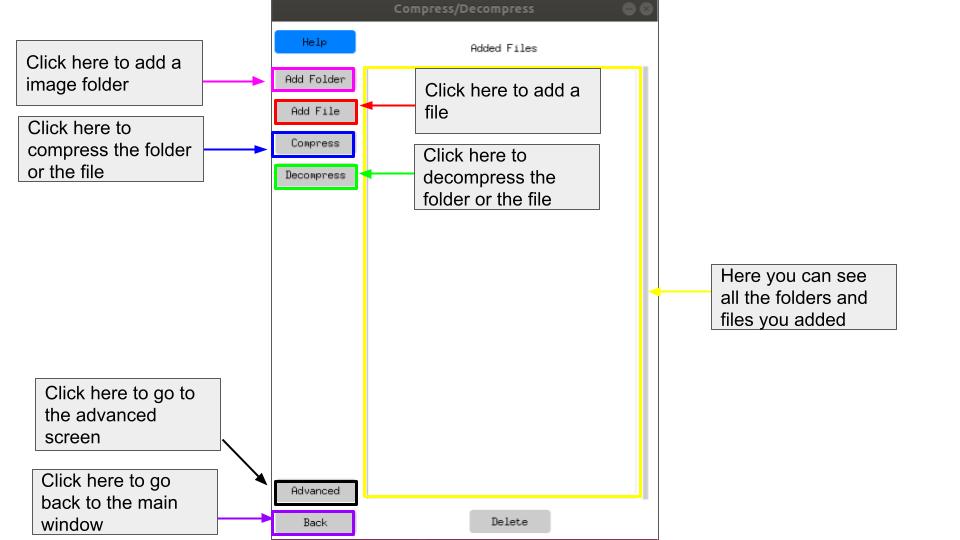 Compress/Decompress
Help
Added Files
Click here to add a
image folder
Add Folder
Click here to add a
file
Add File
Click here to
compress the folder
or the file
Compress
Click here to
decompress the
folder or the file
Decompress
Here you can see
all the folders and
files you added
Click here to go to
the advanced
screen
Advanced
Click here to go
back to the main
window
Back
Delete